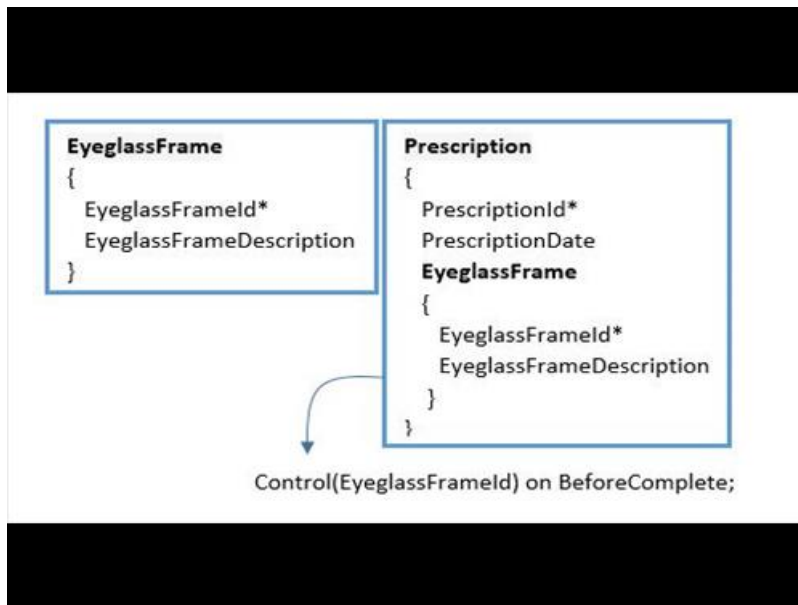 EyeglassFrame
{
EyeglassFrameId*
EyeglassFrameDescription
}
Prescription
{
PrescriptionId*
PrescriptionDate
EyeglassFrame
{
EyeglassFrameId*
EyeglassFrameDescription
}
}
Control(EyeglassFrameId) on BeforeComplete;